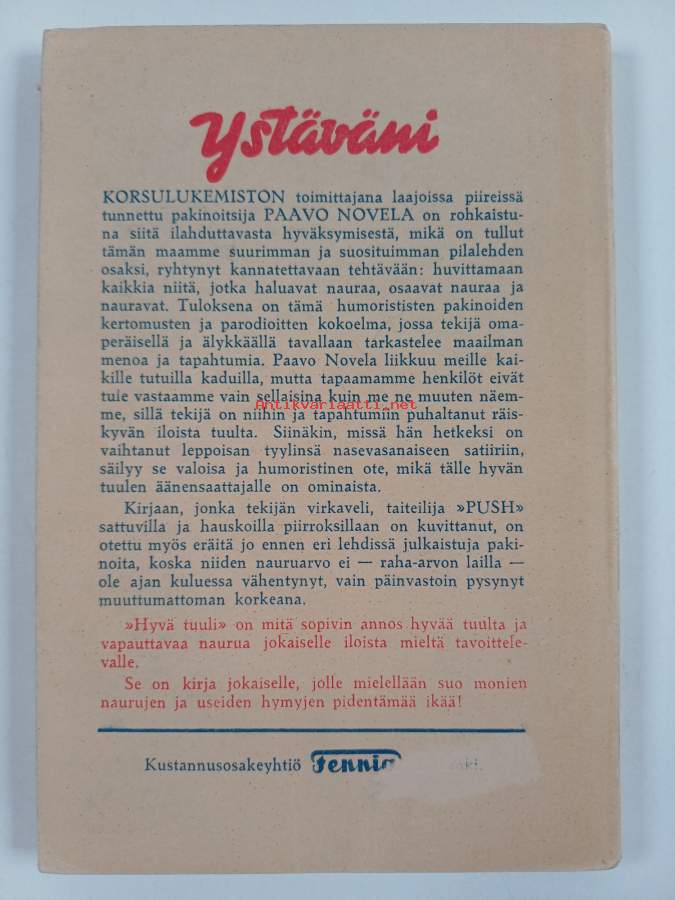 Ystäväni
KORSULUKEMISTON toimittajana laajoissa piireissä
tunnettu pakinoitsija PAAVO NOVELA on rohkaistu-
na siitä ilahduttavasta hyväksymisestä, mikä on tullut
tämän maamme suurimman ja suosituimman pilalehden
osaksi, ryhtynyt kannatettavaan tehtävään: huvittamaan
kaikkia niitä, jotka haluavat nauraa, osaavat nauraa ja
nauravat. Tuloksena on tämä humorististen pakinoiden
kertomusten ja parodioitten kokoelma, jossa tekijä oma-
peräisellä ja älykkäällä tavallaan tarkastelee maailman
menoa ja tapahtumia. Paavo Novela liikkuu meille kai-
kille tutuilla kaduilla, mutta tapaamamme henkilöt eivät
tule vastaamme vain sellaisina kuin me ne muuten näem-
me, sillä tekijä on niihin ja tapahtumiin puhaltanut räis-
Antikvariaatti.net
kyvän iloista tuulta. Siinäkin, missä hän hetkeksi on
vaihtanut leppoisan tyylinsä nasevasanaiseen satiiriin,
säilyy se valoisa ja humoristinen ote, mikä tälle hyvän
tuulen äänensaattajalle on ominaista.
Kirjaan, jonka tekijän virkaveli, taiteilija »PUSH»
sattuvilla ja hauskoilla piirroksillaan on kuvittanut, on
otettu myös eräitä jo ennen eri lehdissä julkaistuja paki-
noita, koska niiden nauruarvo ei — raha-arvon lailla —
ole ajan kuluessa vähentynyt, vain päinvastoin pysynyt
muuttumattoman korkeana.
»Hyvä tuuli» on mitä sopivin annos hyvää tuulta ja
vapauttavaa naurua jokaiselle iloista mieltä tavoittele-
valle.
Se on kirja jokaiselle, jolle mielellään suo monien
naurujen ja useiden hymyjen pidentämää ikää!
Kustannusosakeyhtiö Fennia